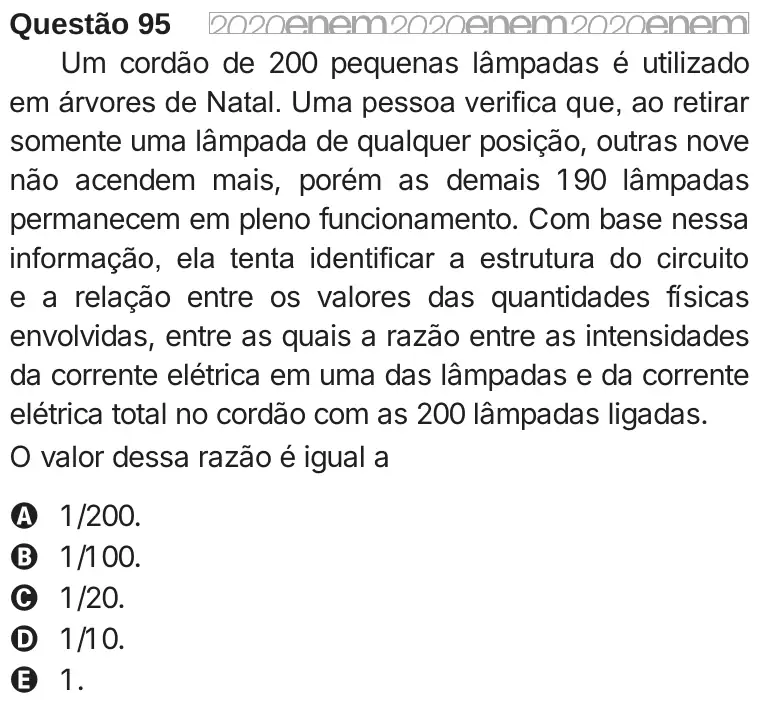 Questão 95 2020enem2020enem2020enem
Um cordão de 200 pequenas lâmpadas é utilizado
em árvores de Natal. Uma pessoa verifica que, ao retirar
somente uma lâmpada de qualquer posição, outras nove
não acendem mais, porém as demais 190 lâmpadas
permanecem em pleno funcionamento. Com base nessa
informação, ela tenta identificar a estrutura do circuito
e a relação entre os valores das quantidades físicas
envolvidas, entre as quais a razão entre as intensidades
da corrente elétrica em uma das lâmpadas e da corrente
elétrica total no cordão com as 200 lâmpadas ligadas.
O valor dessa razão é igual a
A 1/200.
B 1/100.
C 1/20.
D 1/10.
E 1.